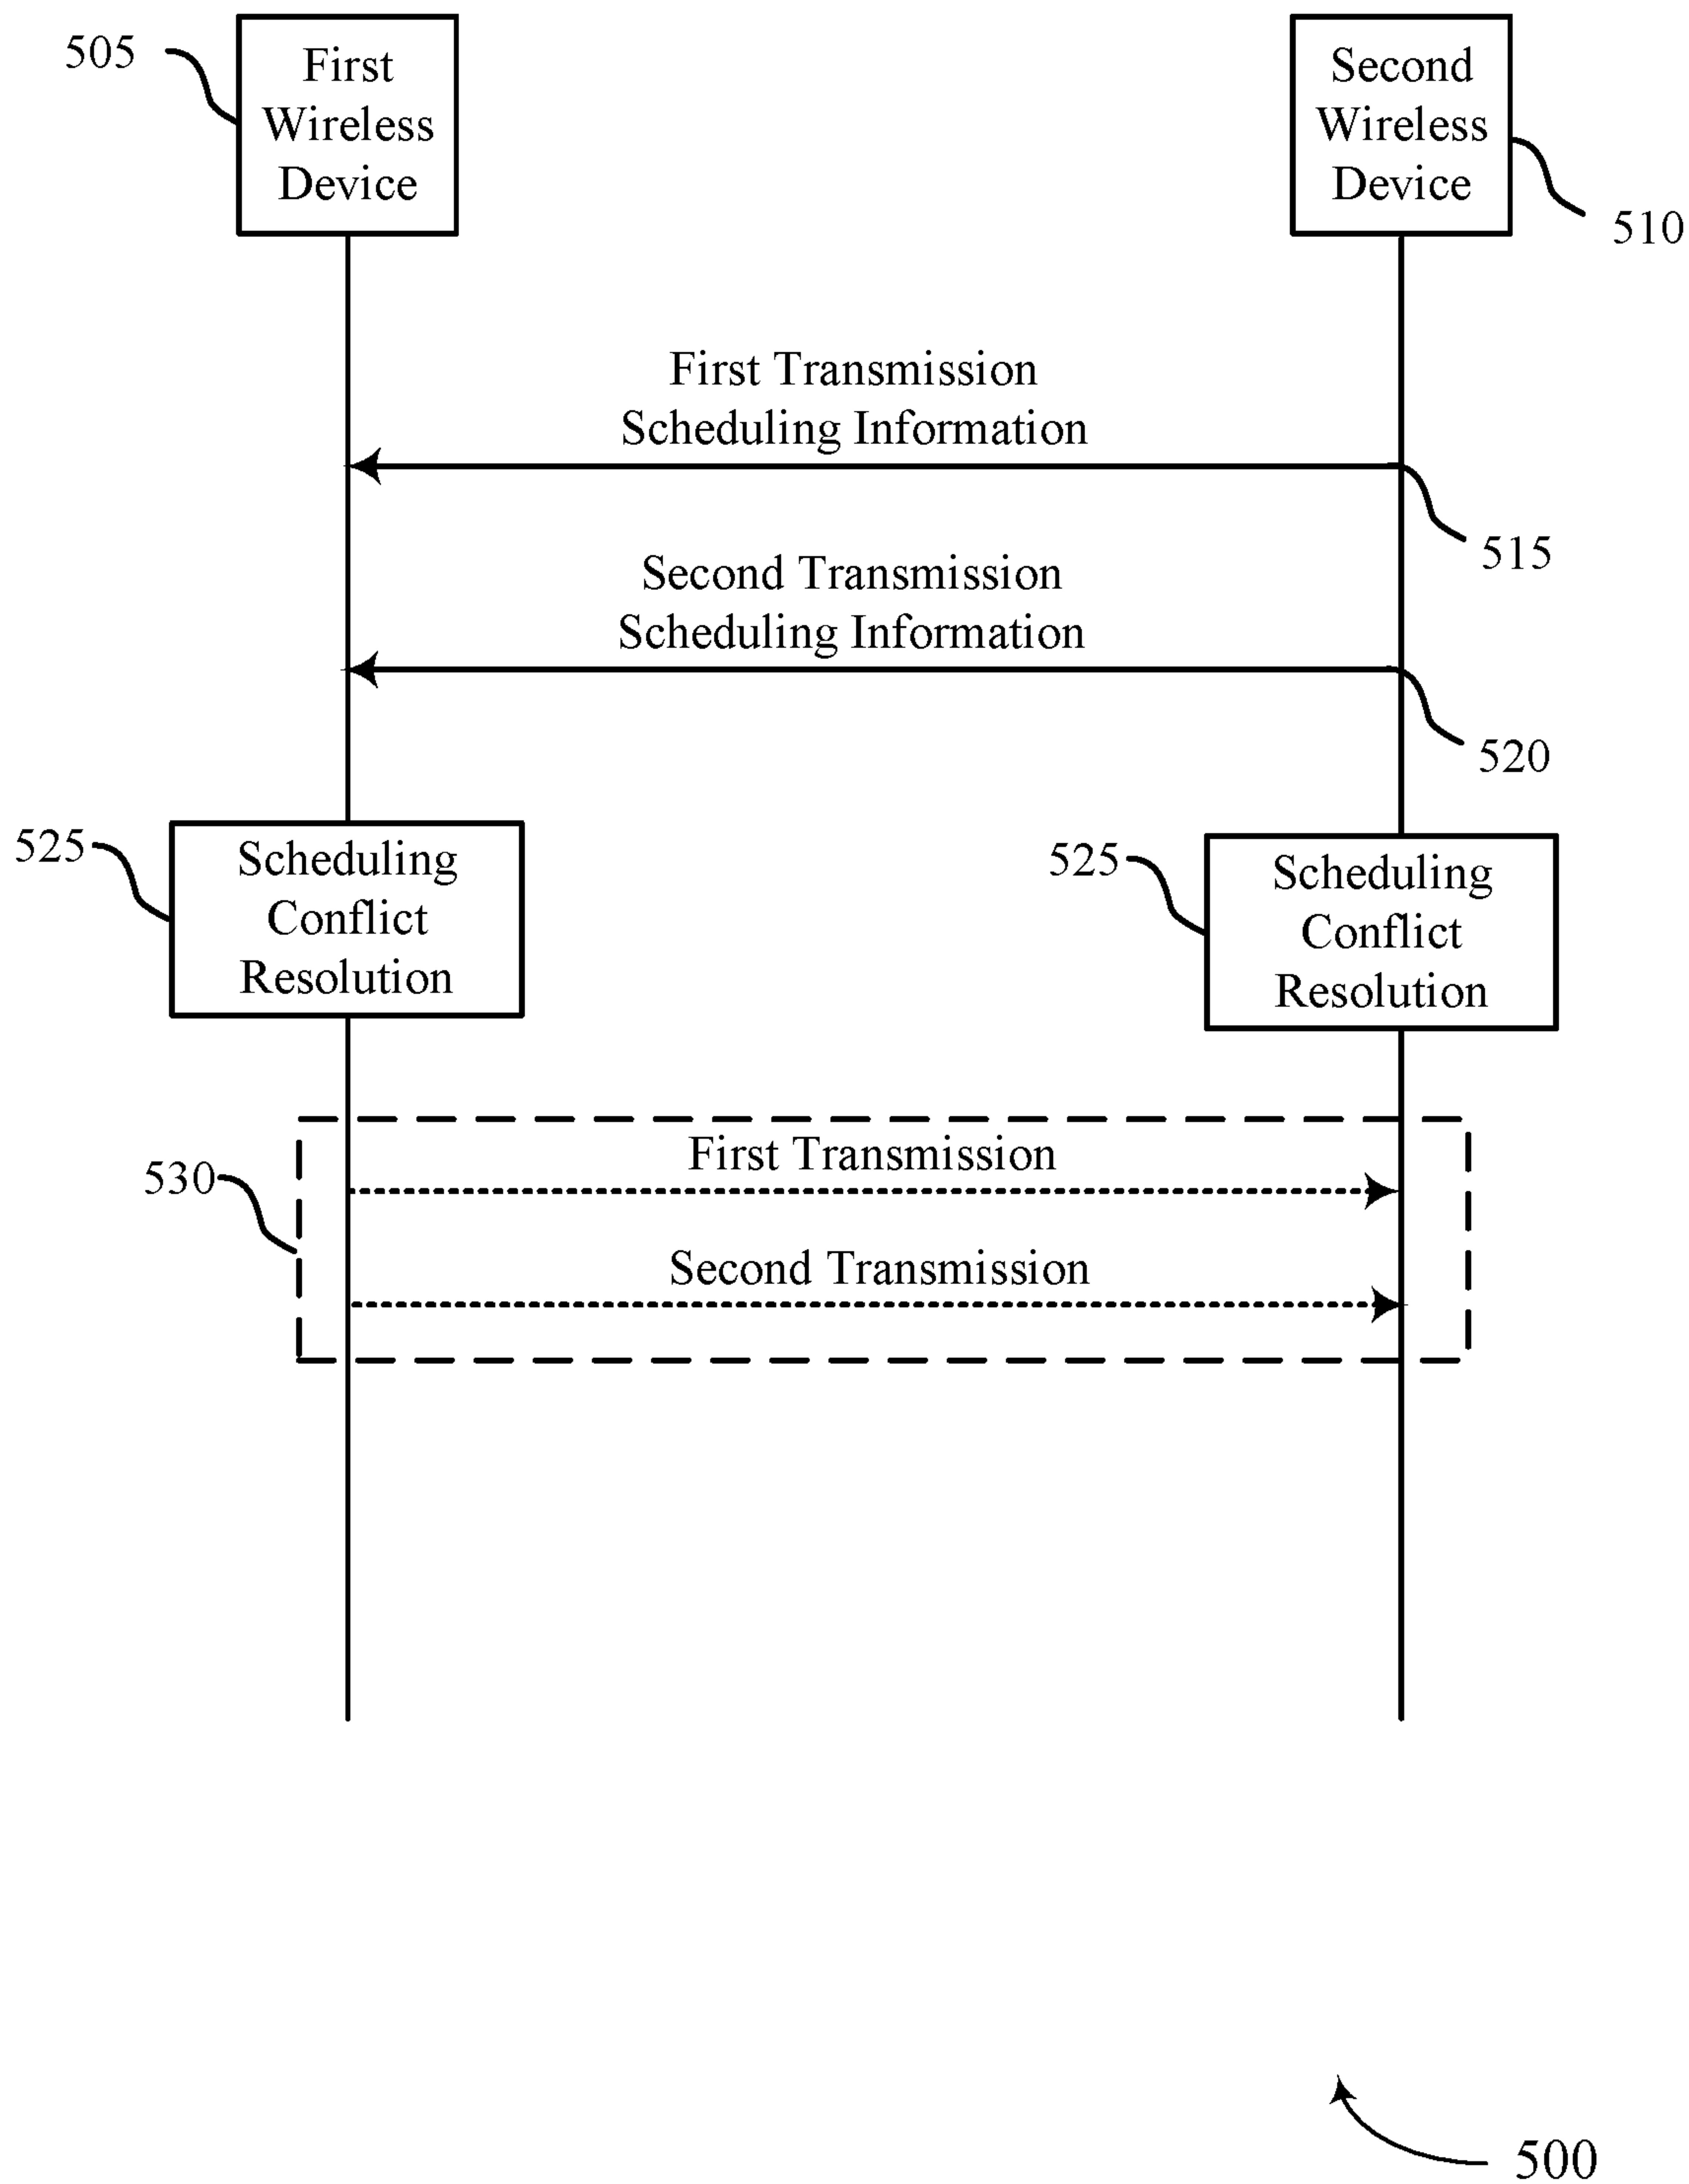 505
First
Wireless
Device
Second
Wireless
Device
510
First Transmission
Scheduling Information
515
Second Transmission
Scheduling Information
520
525
Scheduling
Conflict
Resolution
525
Scheduling
Conflict
Resolution
530
First Transmission
Second Transmission
500